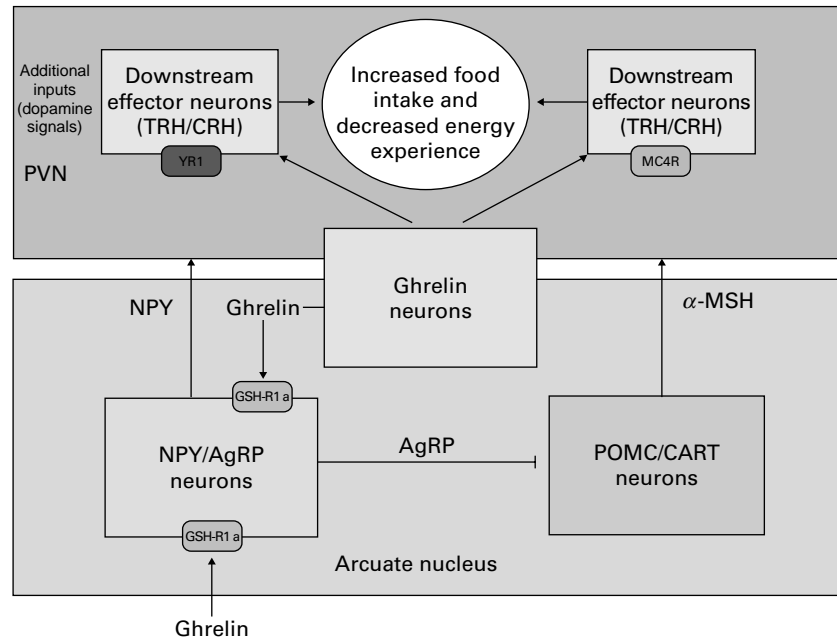 Additional
inputs
(dopamine
signals)
PVN
Downstream
effector neurons
(TRH/CRH)
YR1
Increased food
intake and
decreased energy
experience
Downstream
effector neurons
(TRH/CRH)
MC4R
Ghrelin
neurons
NPY
Ghrelin
α-MSH
GSH-R1 a
NPY/AgRP
neurons
AgRP
POMC/CART
neurons
GSH-R1 a
Arcuate nucleus
Ghrelin